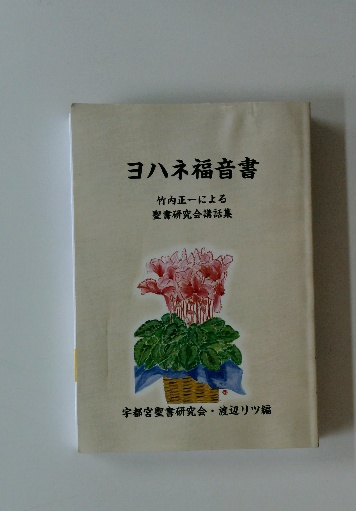 ヨハネ福音書
竹内正一による
聖書研究会講話集
宇都宮聖書研究会・渡辺リツ編